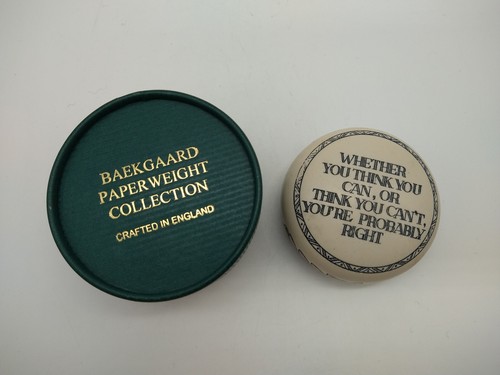 BAEKGAARD
PAPERWEIGHT
COLLECTION
CRAFTED IN ENGLAND
WHETHER
YOU THINK YOU
CAN, OR
THINK YOU CAN'T,
YOU'RE PROBABLY
RIGHT